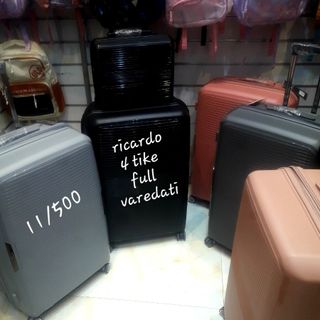 ricardo
4 tike
full
varedati
11/500